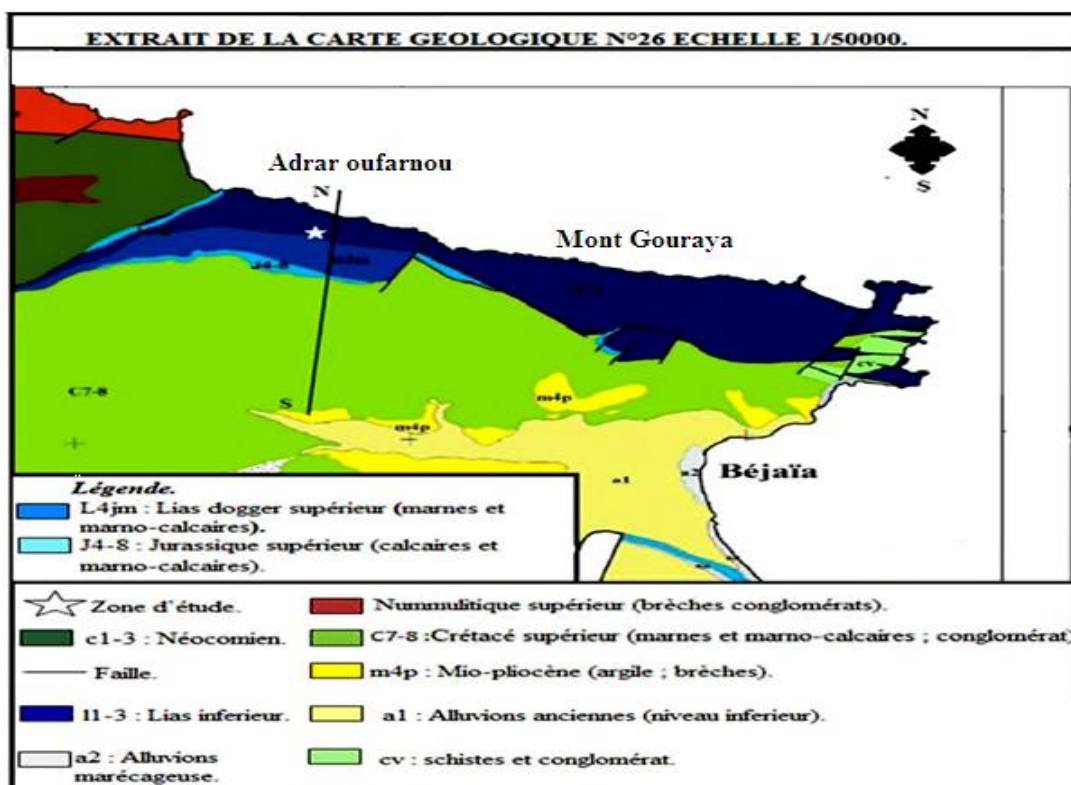 EXTRAIT DE LA CARTE GEOLOGIQUE N°26 ECHELLE 1/50000.
N
S
Adrar oufarnou
N
Mont Gouraya
J4-8
C7-8
S
m4p
m4p
cv
a1
a2
Béjaïa
Légende.
L4jm : Lias dogger supérieur (marnes et
marno-calcaires).
J4-8 : Jurassique supérieur (calcaires et
marno-calcaires).
Zone d'étude.
Nummulitique supérieur (brèches conglomérats).
c1-3 : Néocomien.
C7-8 :Crétacé supérieur (marnes et marno-calcaires ; conglomérat)
Faille.
m4p : Mio-pliocène (argile ; brèches).
l1-3 : Lias inferieur.
a1 : Alluvions anciennes (niveau inferieur).
a2 : Alluvions
marécageuse.
cv : schistes et conglomérat.